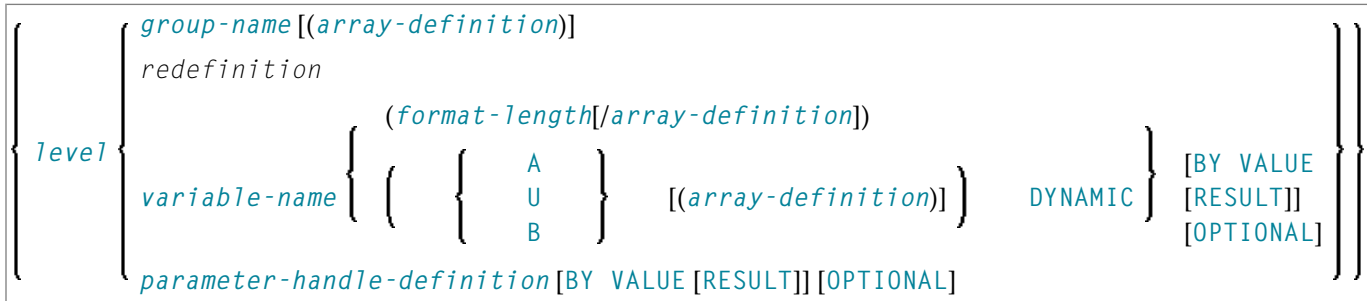 group-name [(array-definition)]
redefinition
(format-length[/array-definition])
level
A
[BY VALUE
variable-name
U
[(array-definition)]
DYNAMIC
[RESULT]]
B
[OPTIONAL]
parameter-handle-definition [BY VALUE [RESULT]] [OPTIONAL]